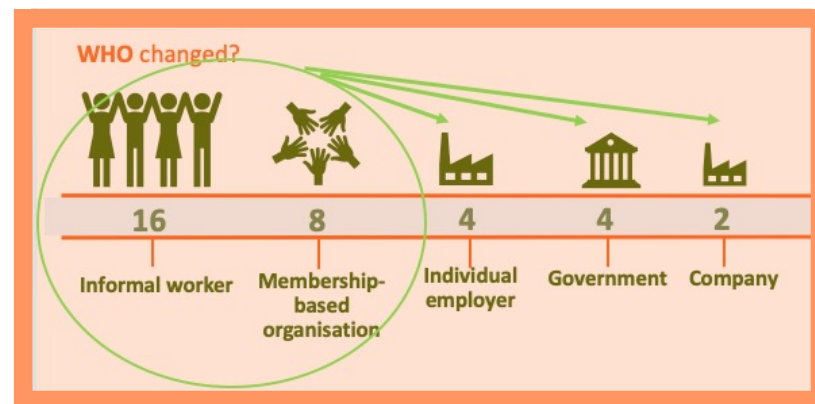 WHO changed?
16 8 4 4 2
Informal worker
Membership-
based
organisation
Individual
employer
Government
Company